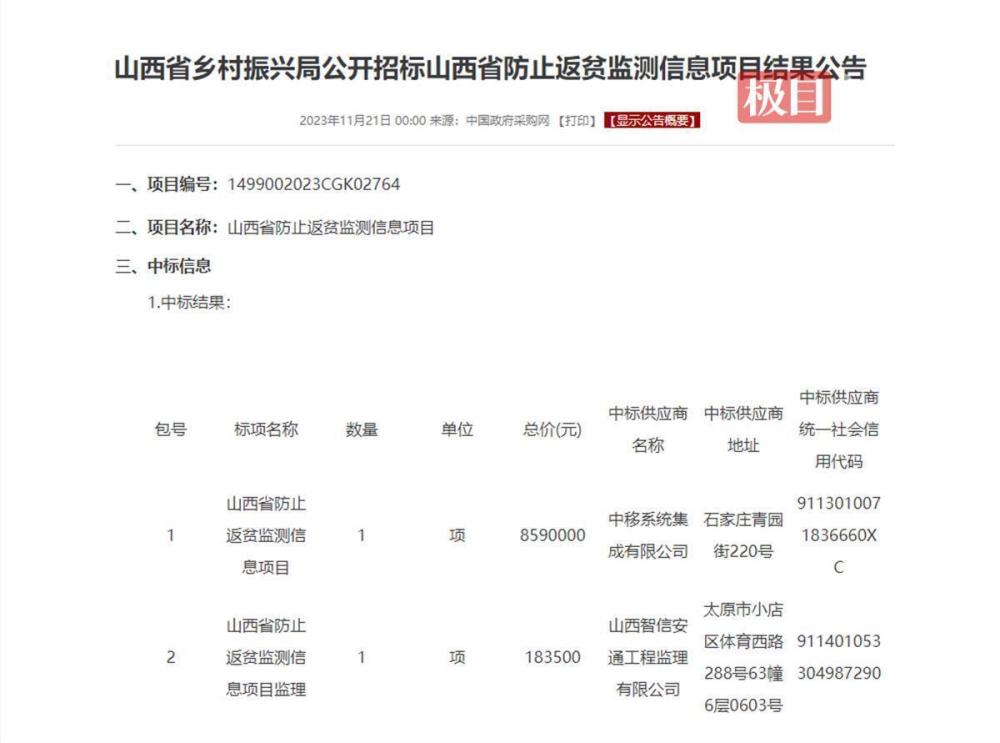 山西省乡村振兴局公开招标山西省防止返贫监测信息项目结果公告
极目
2023年11月21日 00:00 来源：中国政府采购网 【打印】 【显示公告概要】
一、项目编号：1499002023CGK02764
二、项目名称：山西省防止返贫监测信息项目
三、中标信息
1.中标结果：
包号 标项名称 数量 单位 总价(元) 中标供应商名称 中标供应商地址 中标供应商统一社会信用代码
1 山西省防止返贫监测信息项目 1 项 8590000 中移系统集成有限公司 石家庄青园街220号 9113010071836660XC
2 山西省防止返贫监测信息项目监理 1 项 183500 山西智信安通工程监理有限公司 太原市小店区体育西路288号63幢6层0603号 911401053304987290